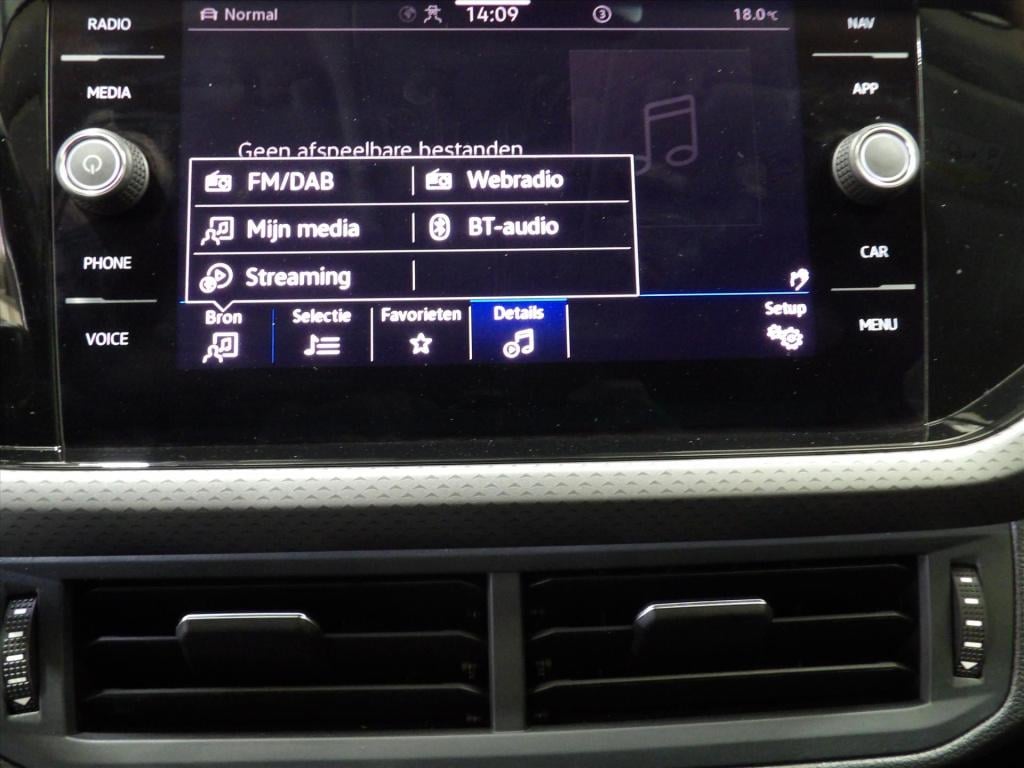 RADIO
MEDIA
PHONE
VOICE
Normal
14:09
3
18.0°C
Geen afspeelbare bestanden
FM/DAB
Webradio
Mijn media
BT-audio
Streaming
Bron
Selectie
Favorieten
Details
Setup
NAV
APP
CAR
MENU